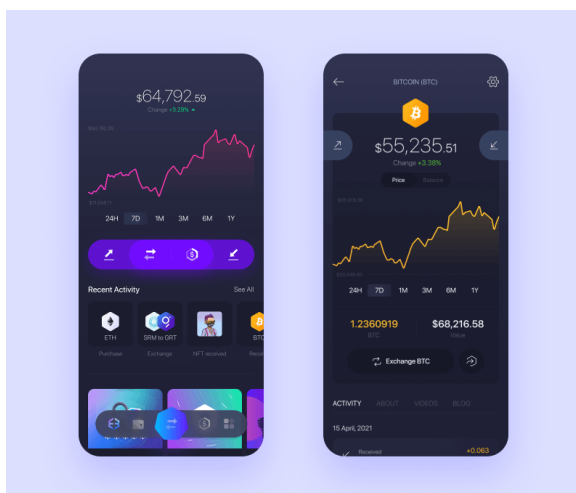 $64,792.59
Change +3.29%
24H 7D 1M 3M 6M 1Y
Recent Activity See All
ETH
SRM to GRT
BTC
Purchase Exchange NFT received
BITCOIN (BTC)
$55,235.51
Change +3.38%
Price Balance
24H 7D 1M 3M 6M 1Y
1.2360919 $68,216.58
BTC Value
Exchange BTC
ACTIVITY ABOUT VIDEOS BLOG
15 April, 2021
Received +0.063